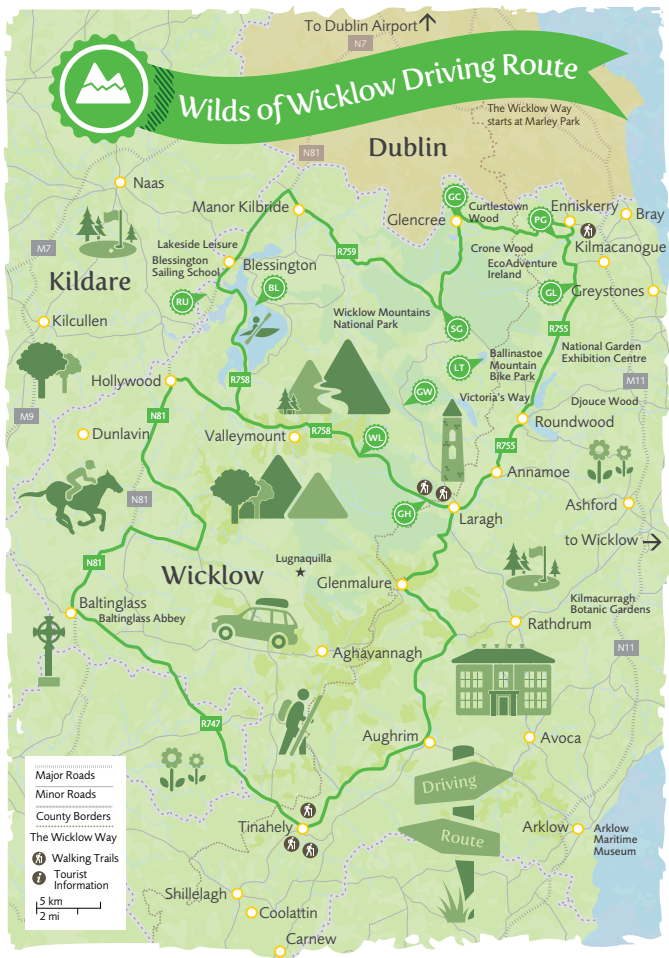 To Dublin Airport
N7
Wilds of Wicklow Driving Route
The Wicklow Way
starts at Marley Park
Dublin
N81
Naas
Manor Kilbride
GC
Curtlestown
Wood
Glencree
PG
Enniskerry
Bray
M7
Lakeside Leisure
Blessington
Sailing School
Blessington
R759
Crone Wood
EcoAdventure
Ireland
Kilmacanogue
Kildare
RU
BL
GL
Greystones
Kilcullen
Wicklow Mountains
National Park
SG
R755
LT
Ballinastoe
Mountain
Bike Park
National Garden
Exhibition Centre
Hollywood
R758
GW
Victoria's Way
M11
Djouce Wood
M9
N81
Roundwood
Dunlavin
Valleymount
R758
WL
R755
Annamoe
N81
GH
Laragh
Ashford
to Wicklow
N81
Wicklow
Lugnaquilla
Glenmalure
Baltinglass
Baltinglass Abbey
Kilmacurragh
Botanic Gardens
Rathdrum
N11
Aghavannagh
R747
Aughrim
Avoca
Driving
Route
Major Roads
Minor Roads
County Borders
The Wicklow Way
Walking Trails
i
Tourist
Information
5 km
2 mi
Tinahely
Arklow
Arklow
Maritime
Museum
Shillelagh
Coolattin
Carnew